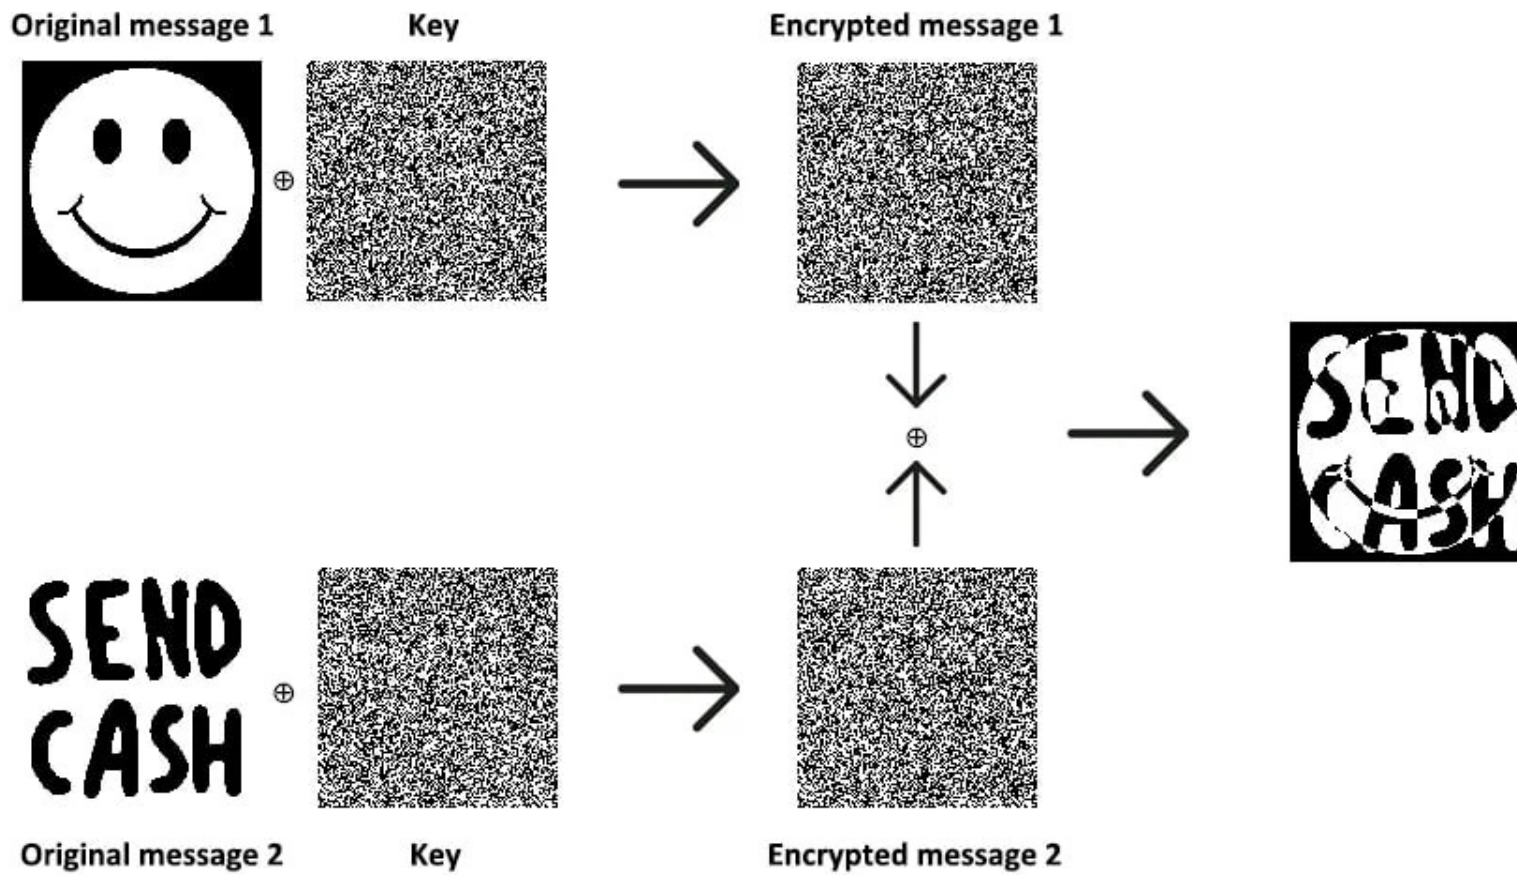 Original message 1
Key
Encrypted message 1
⊕
⊕
SEND
CASH
SEND
CASH
⊕
Original message 2
Key
Encrypted message 2